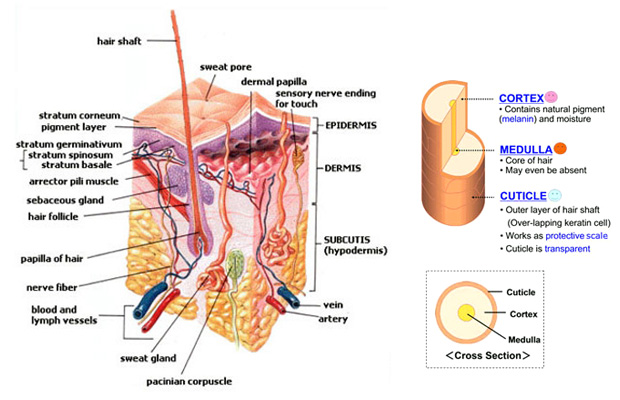 hair shaft
sweat pore
dermal papilla
sensory nerve ending
for touch
stratum corneum
pigment layer
stratum germinativum
stratum spinosum
stratum basale
arrector pili muscle
sebaceous gland
hair follicle
papilla of hair
nerve fiber
blood and
lymph vessels
sweat gland
pacinian corpuscle
EPIDERMIS
DERMIS
SUBCUTIS
(hypodermis)
vein
artery
CORTEX
• Contains natural pigment
(melanin) and moisture
MEDULLA
• Core of hair
• May even be absent
CUTICLE
• Outer layer of hair shaft
(Over-lapping keratin cell)
• Works as protective scale
• Cuticle is transparent
Cuticle
Cortex
Medulla
＜Cross Section＞